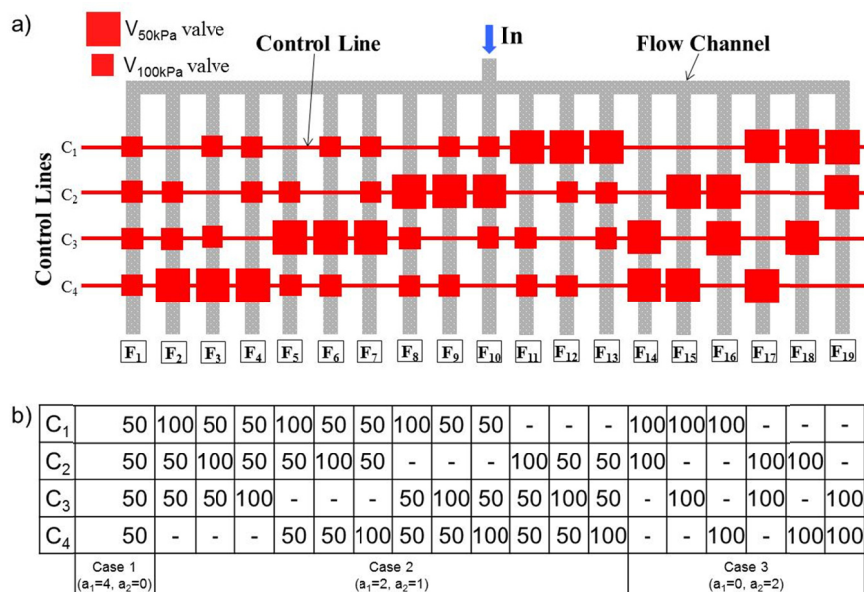 a)
V50kPa valve
V100kPa valve
Control Line
In
Flow Channel
Control Lines
C1
C2
C3
C4
F1 F2 F3 F4 F5 F6 F7 F8 F9 F10 F11 F12 F13 F14 F15 F16 F17 F18 F19
b)
C1 50 100 50 50 100 50 50 100 50 50 - - - 100 100 100 - - -
C2 50 50 100 50 50 100 50 - - - 100 50 50 100 - - 100 100 -
C3 50 50 50 100 - - - 50 100 50 50 100 50 - 100 - 100 - 100
C4 50 - - - 50 50 100 50 50 100 50 50 100 - - 100 - 100 100
Case 1 Case 2 Case 3
(a1=4, a2=0) (a1=2, a2=1) (a1=0, a2=2)